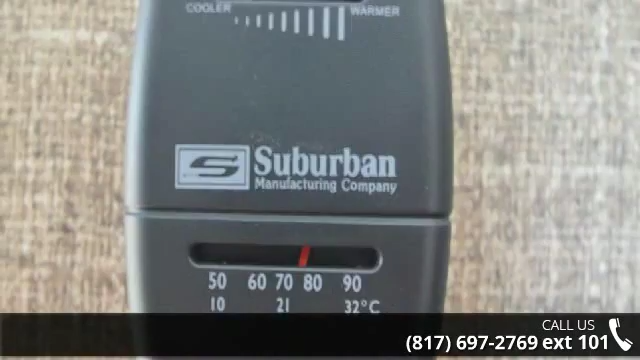 COOLER WARMER
Suburban
Manufacturing Company
50 60 70 80 90
10 21 32°C
CALL US
(817) 697-2769 ext 101